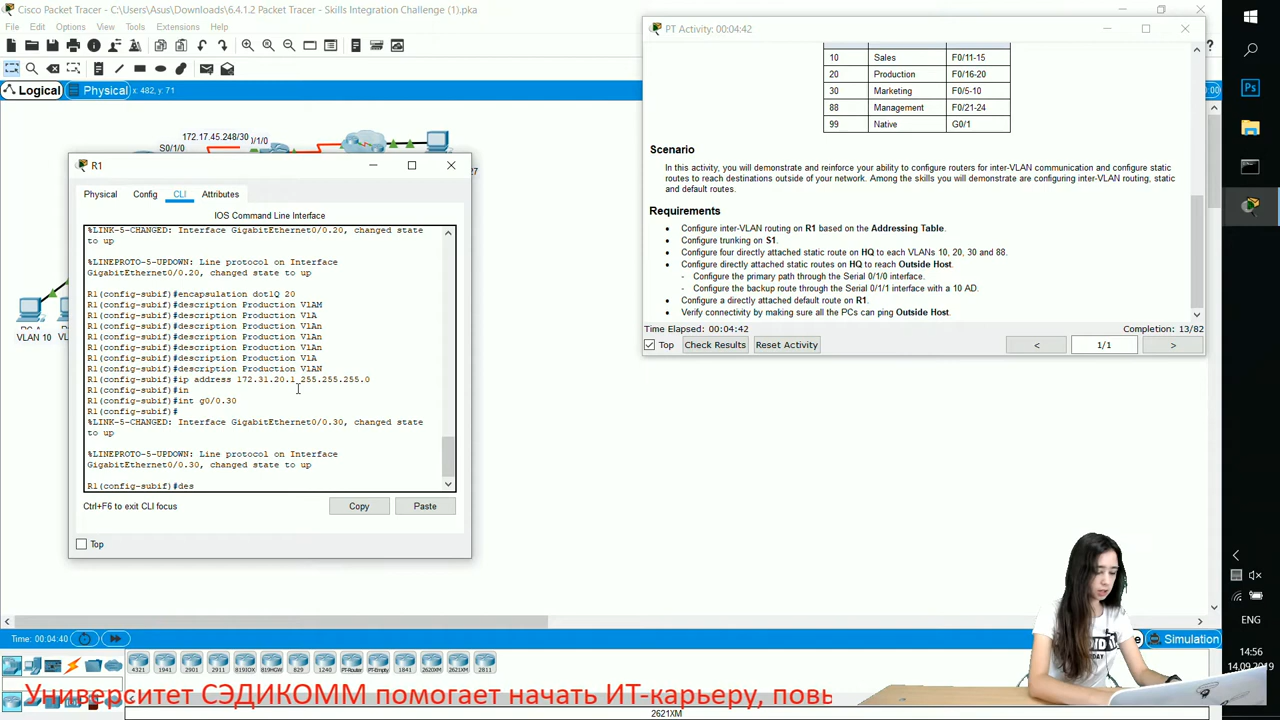 Cisco Packet Tracer - C:\Users\Asus\Downloads\6.4.1.2 Packet Tracer - Skills Integration Challenge (1).pka
File Edit Options View Tools Extensions Help
Logical Physical x: 482, y: 71
172.17.45.248/30
S0/1/0
)/1/0
27
VLAN 10
VL
R1
Physical Config CLI Attributes
IOS Command Line Interface
%LINK-5-CHANGED: Interface GigabitEthernet0/0.20, changed state
to up
%LINEPROTO-5-UPDOWN: Line protocol on Interface
GigabitEthernet0/0.20, changed state to up
R1(config-subif)#encapsulation dot1Q 20
R1(config-subif)#description Production V1AM
R1(config-subif)#description Production V1A
R1(config-subif)#description Production V1An
R1(config-subif)#description Production V1An
R1(config-subif)#description Production V1An
R1(config-subif)#description Production V1A
R1(config-subif)#description Production V1AN
R1(config-subif)#ip address 172.31.20.1 255.255.255.0
R1(config-subif)#in
R1(config-subif)#int g0/0.30
R1(config-subif)#
%LINK-5-CHANGED: Interface GigabitEthernet0/0.30, changed state
to up
%LINEPROTO-5-UPDOWN: Line protocol on Interface
GigabitEthernet0/0.30, changed state to up
R1(config-subif)#des
Ctrl+F6 to exit CLI focus
Copy Paste
Top
PT Activity: 00:04:42
10 Sales F0/11-15
20 Production F0/16-20
30 Marketing F0/5-10
88 Management F0/21-24
99 Native G0/1
Scenario
In this activity, you will demonstrate and reinforce your ability to configure routers for inter-VLAN communication and configure static
routes to reach destinations outside of your network. Among the skills you will demonstrate are configuring inter-VLAN routing, static
and default routes.
Requirements
• Configure inter-VLAN routing on R1 based on the Addressing Table.
• Configure trunking on S1.
• Configure four directly attached static route on HQ to each VLANs 10, 20, 30 and 88.
• Configure directly attached static routes on HQ to reach Outside Host.
- Configure the primary path through the Serial 0/1/0 interface.
- Configure the backup route through the Serial 0/1/1 interface with a 10 AD.
• Configure a directly attached default route on R1.
• Verify connectivity by making sure all the PCs can ping Outside Host.
Time Elapsed: 00:04:42 Completion: 13/82
Top Check Results Reset Activity < 1/1 >
Time: 00:04:40
Simulation
4321 1941 2901 2911 819IOX 819HGW 829 1240 PT-Router PT-Empty 1841 2620XM 2621XM 2811
Университет СЭДИКОММ помогает начать ИТ-карьеру, повы
2621XM
ENG
14:56
14.09.2019